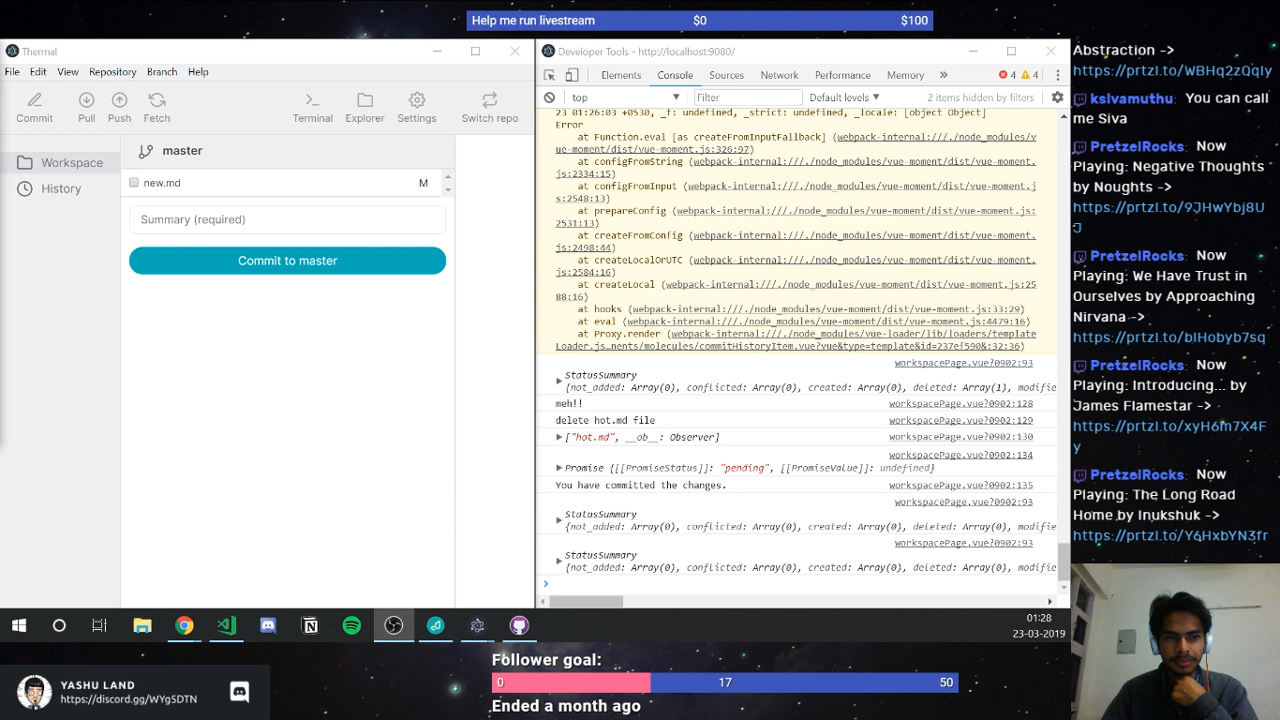 Help me run livestream
$0
$100
Thermal
File Edit View Repository Branch Help
Commit
Pull
Push
Fetch
Terminal
Explorer
Settings
Switch repo
Workspace
History
master
new.md
M
Summary (required)
Commit to master
Developer Tools - http://localhost:9080/
Elements Console Sources Network Performance Memory » 4 4
top
Filter
Default levels ▼
2 items hidden by filters
23 01:26:03 +0530, _f: undefined, _strict: undefined, _locale: [object Object]
Error
at Function.eval [as createFromInputFallback] (webpack-internal:///./node_modules/v
ue-moment/dist/vue-moment.js:326:97)
at configFromString (webpack-internal:///./node_modules/vue-moment/dist/vue-moment.
js:2334:15)
at configFromInput (webpack-internal:///./node_modules/vue-moment/dist/vue-moment.j
s:2548:13)
at prepareConfig (webpack-internal:///./node_modules/vue-moment/dist/vue-moment.js:
2531:13)
at createFromConfig (webpack-internal:///./node_modules/vue-moment/dist/vue-moment.
js:2498:44)
at createLocalOrUTC (webpack-internal:///./node_modules/vue-moment/dist/vue-moment.
js:2584:16)
at createLocal (webpack-internal:///./node_modules/vue-moment/dist/vue-moment.js:25
88:16)
at hooks (webpack-internal:///./node_modules/vue-moment/dist/vue-moment.js:33:29)
at eval (webpack-internal:///./node_modules/vue-moment/dist/vue-moment.js:4479:16)
at Proxy.render (webpack-internal:///./node_modules/vue-loader/lib/loaders/template
Loader.js…nents/molecules/commitHistoryItem.vue?vue&type=template&id=237ef590&:32:36)
workspacePage.vue?0902:93
StatusSummary
{not_added: Array(0), conflicted: Array(0), created: Array(0), deleted: Array(1), modifie
meh!! workspacePage.vue?0902:128
delete hot.md file workspacePage.vue?0902:129
["hot.md", __ob__: Observer] workspacePage.vue?0902:130
workspacePage.vue?0902:134
Promise {[[PromiseStatus]]: "pending", [[PromiseValue]]: undefined}
You have committed the changes. workspacePage.vue?0902:135
workspacePage.vue?0902:93
StatusSummary
{not_added: Array(0), conflicted: Array(0), created: Array(0), deleted: Array(0), modifie
workspacePage.vue?0902:93
StatusSummary
{not_added: Array(0), conflicted: Array(0), created: Array(0), deleted: Array(0), modifie
Abstraction ->
https://prtzl.to/WBHq2zQqIy
ksivamuthu: You can call
me Siva
PretzelRocks: Now
Playing: Negative Thoughts
by Noughts ->
https://prtzl.to/9JHwYbj8U
J
PretzelRocks: Now
Playing: We Have Trust in
Ourselves by Approaching
Nirvana ->
https://prtzl.to/blHobyb7sq
PretzelRocks: Now
Playing: Introducing... by
James Flamestar ->
https://prtzl.to/xyH6m7X4F
y
PretzelRocks: Now
Playing: The Long Road
Home by Inukshuk ->
https://prtzl.to/Y6HxbYN3fr
01:28
23-03-2019
YASHU LAND
https://discord.gg/WYg5DTN
Follower goal:
0
17
50
Ended a month ago